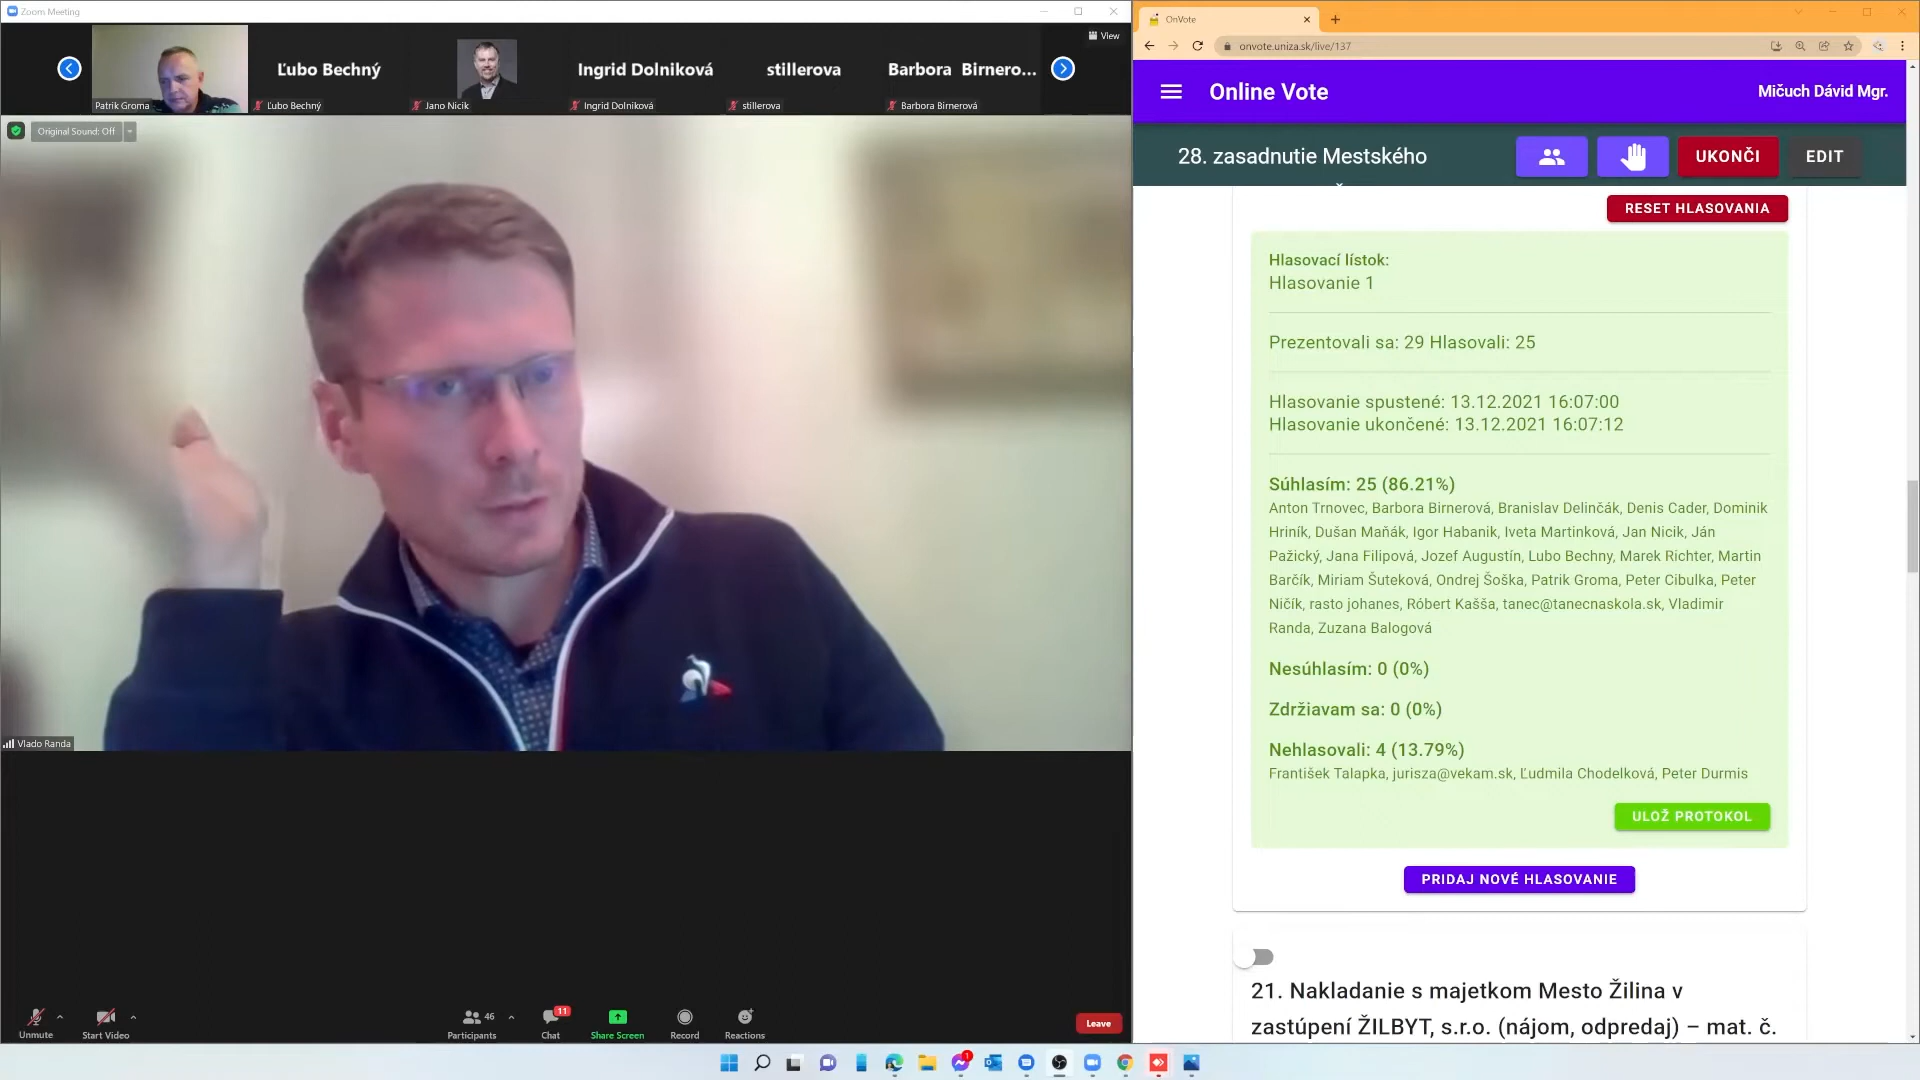 Zoom Meeting
View
Ľubo Bechný
Ingrid Dolniková
stillerova
Barbora Birnero...
Patrik Groma
Ľubo Bechný
Jano Nicík
Ingrid Dolniková
stillerova
Barbora Birnerová
Original Sound: Off
Vlado Randa
Unmute
Start Video
46
Participants
11
Chat
Share Screen
Record
Reactions
Leave
OnVote
onvote.uniza.sk/live/137
Online Vote
Mičuch Dávid Mgr.
28. zasadnutie Mestského
UKONČI
EDIT
RESET HLASOVANIA
Hlasovací lístok:
Hlasovanie 1
Prezentovali sa: 29 Hlasovali: 25
Hlasovanie spustené: 13.12.2021 16:07:00
Hlasovanie ukončené: 13.12.2021 16:07:12
Súhlasím: 25 (86.21%)
Anton Trnovec, Barbora Birnerová, Branislav Delinčák, Denis Cader, Dominik
Hriník, Dušan Maňák, Igor Habanik, Iveta Martinková, Jan Nicik, Ján
Pažický, Jana Filipová, Jozef Augustín, Lubo Bechny, Marek Richter, Martin
Barčík, Miriam Šuteková, Ondrej Šoška, Patrik Groma, Peter Cibulka, Peter
Ničík, rasto johanes, Róbert Kašša, tanec@tanecnaskola.sk, Vladimir
Randa, Zuzana Balogová
Nesúhlasím: 0 (0%)
Zdržiavam sa: 0 (0%)
Nehlasovali: 4 (13.79%)
František Talapka, jurisza@vekam.sk, Ľudmila Chodelková, Peter Durmis
ULOŽ PROTOKOL
PRIDAJ NOVÉ HLASOVANIE
21. Nakladanie s majetkom Mesto Žilina v
zastúpení ŽILBYT, s.r.o. (nájom, odpredaj) – mat. č.
1